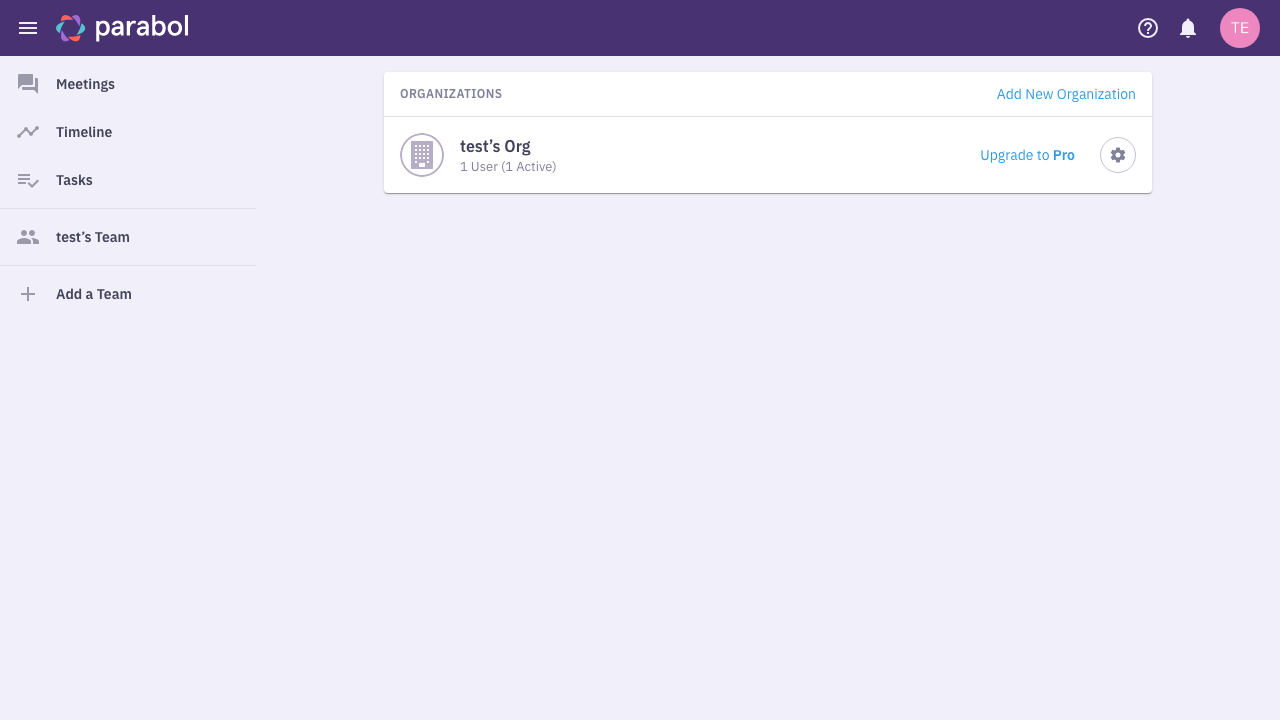 parabol
TE
Meetings
Timeline
Tasks
test’s Team
Add a Team
ORGANIZATIONS
Add New Organization
test’s Org
1 User (1 Active)
Upgrade to Pro